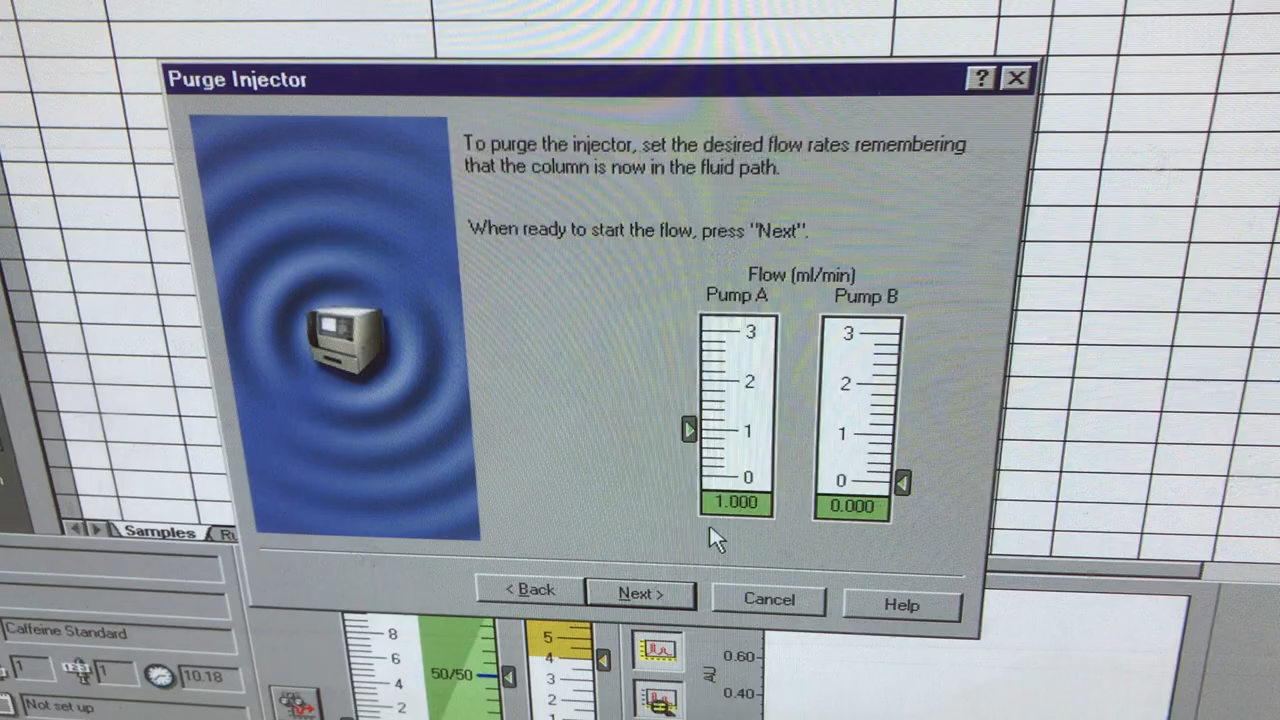 Purge Injector
To purge the injector, set the desired flow rates remembering
that the column is now in the fluid path.
When ready to start the flow, press "Next".
Flow (ml/min)
Pump A Pump B
3 3
2 2
1 1
0 0
1.000 0.000
Samples
< Back Next > Cancel Help
Caffeine Standard
1 1 10.18
Not set up
8
6
4
2
50/50
5
4
3
2
1
0.60
AU
0.40